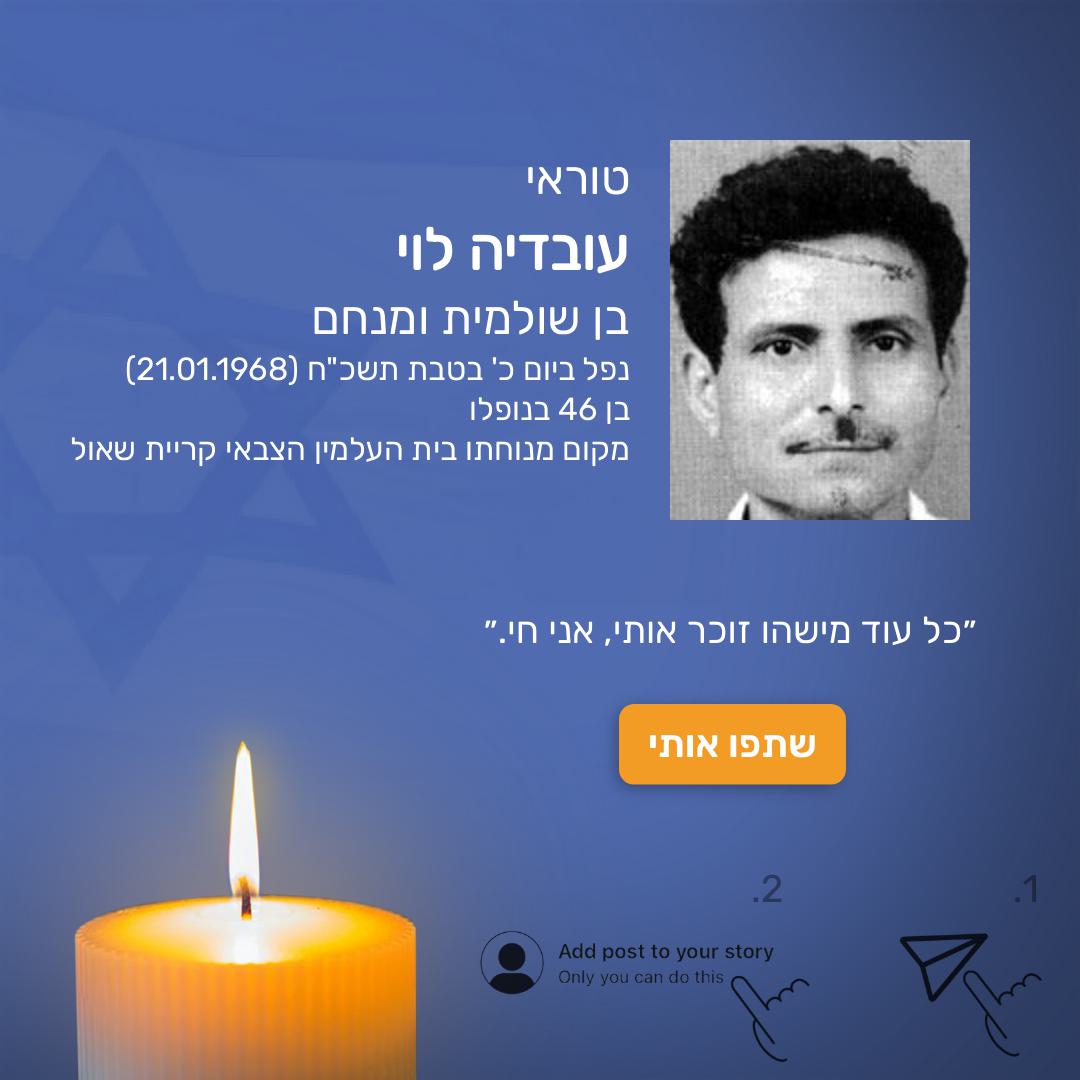 טוראי
עובדיה לוי
בן שולמית ומנחם
נפל ביום כ' בטבת תשכ"ח (21.01.1968)
בן 46 בנופלו
מקום מנוחתו בית העלמין הצבאי קריית שאול
״כל עוד מישהו זוכר אותי, אני חי.״
שתפו אותי
1.
2.
Add post to your story
Only you can do this